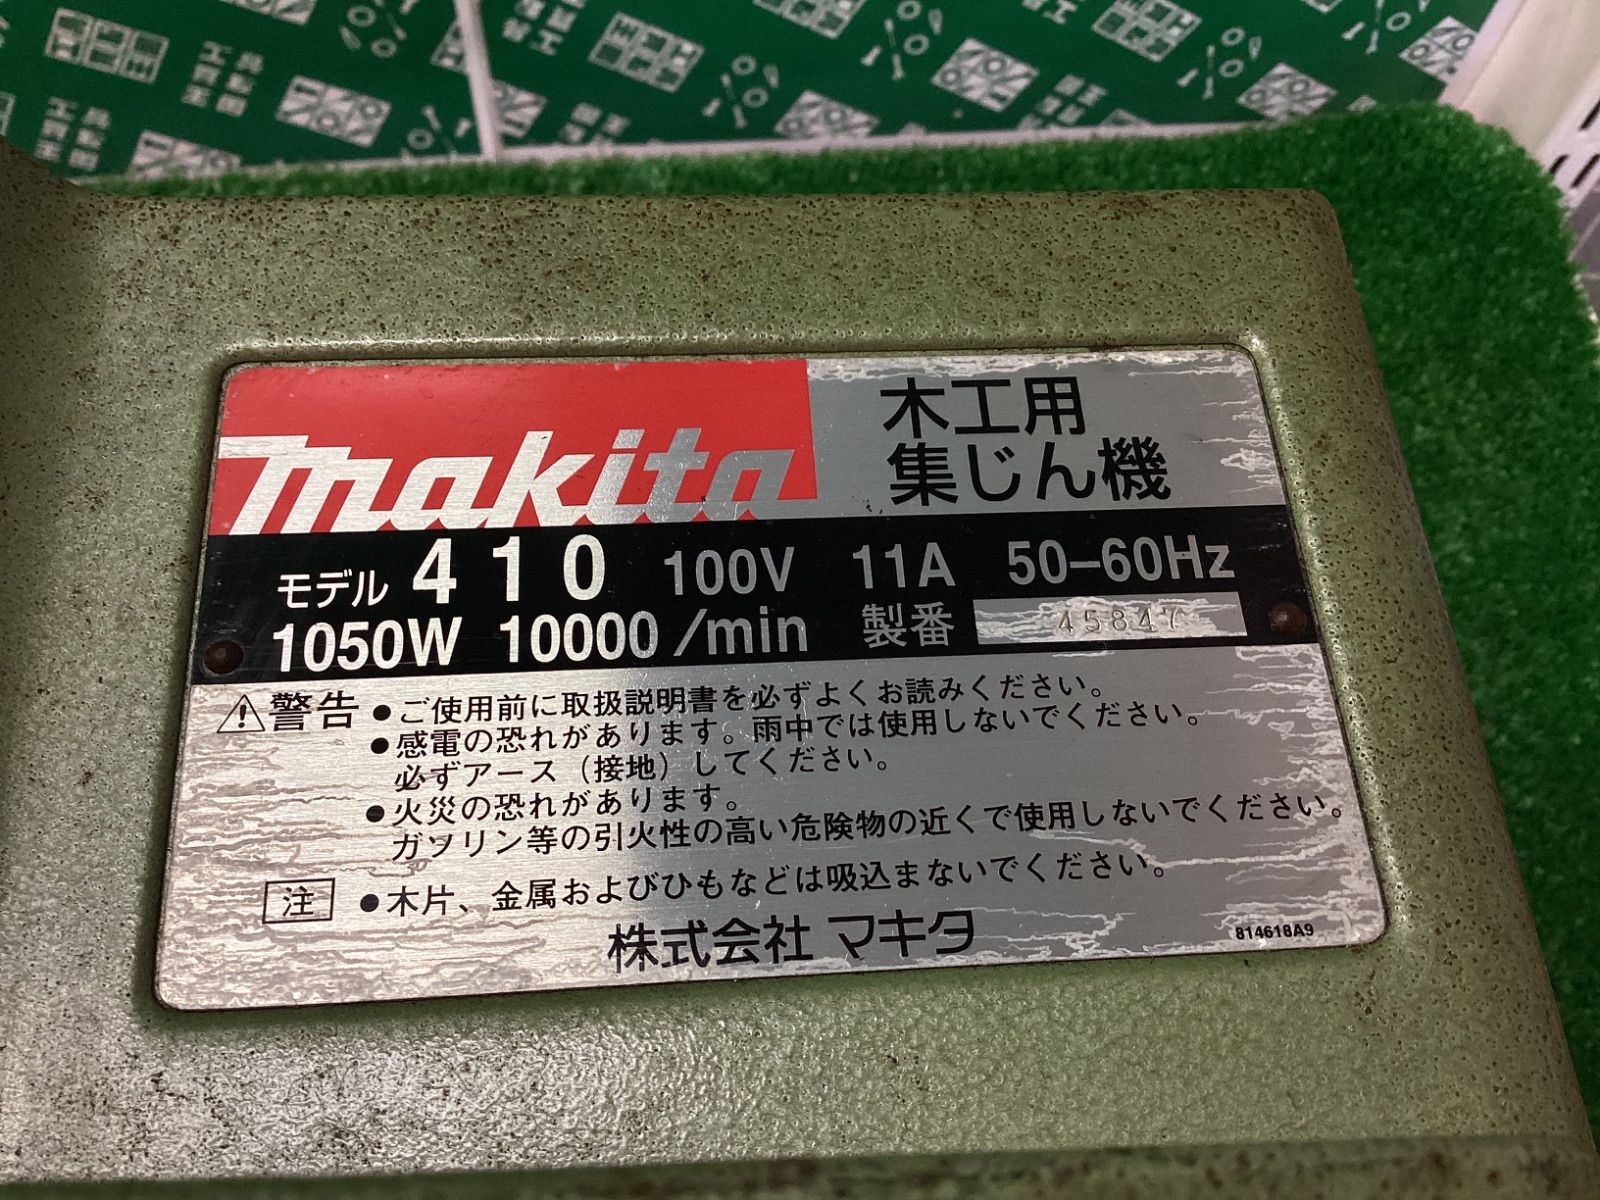 makita 木工用
集じん機
モデル 410 100V 11A 50-60Hz
1050W 10000/min 製番 45847
警告 ●ご使用前に取扱説明書を必ずよくお読みください。
●感電の恐れがあります。雨中では使用しないでください。
必ずアース（接地）してください。
●火災の恐れがあります。
ガソリン等の引火性の高い危険物の近くで使用しないでください。
注 ●木片、金属およびひもなどは吸込まないでください。
株式会社 マキタ 814618A9